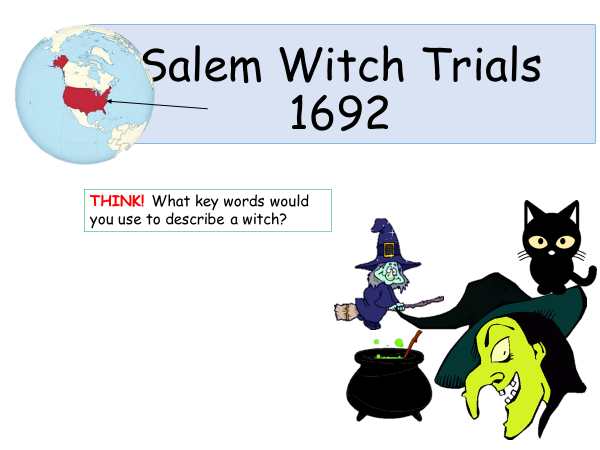 Salem Witch Trials
1692
THINK! What key words would
you use to describe a witch?